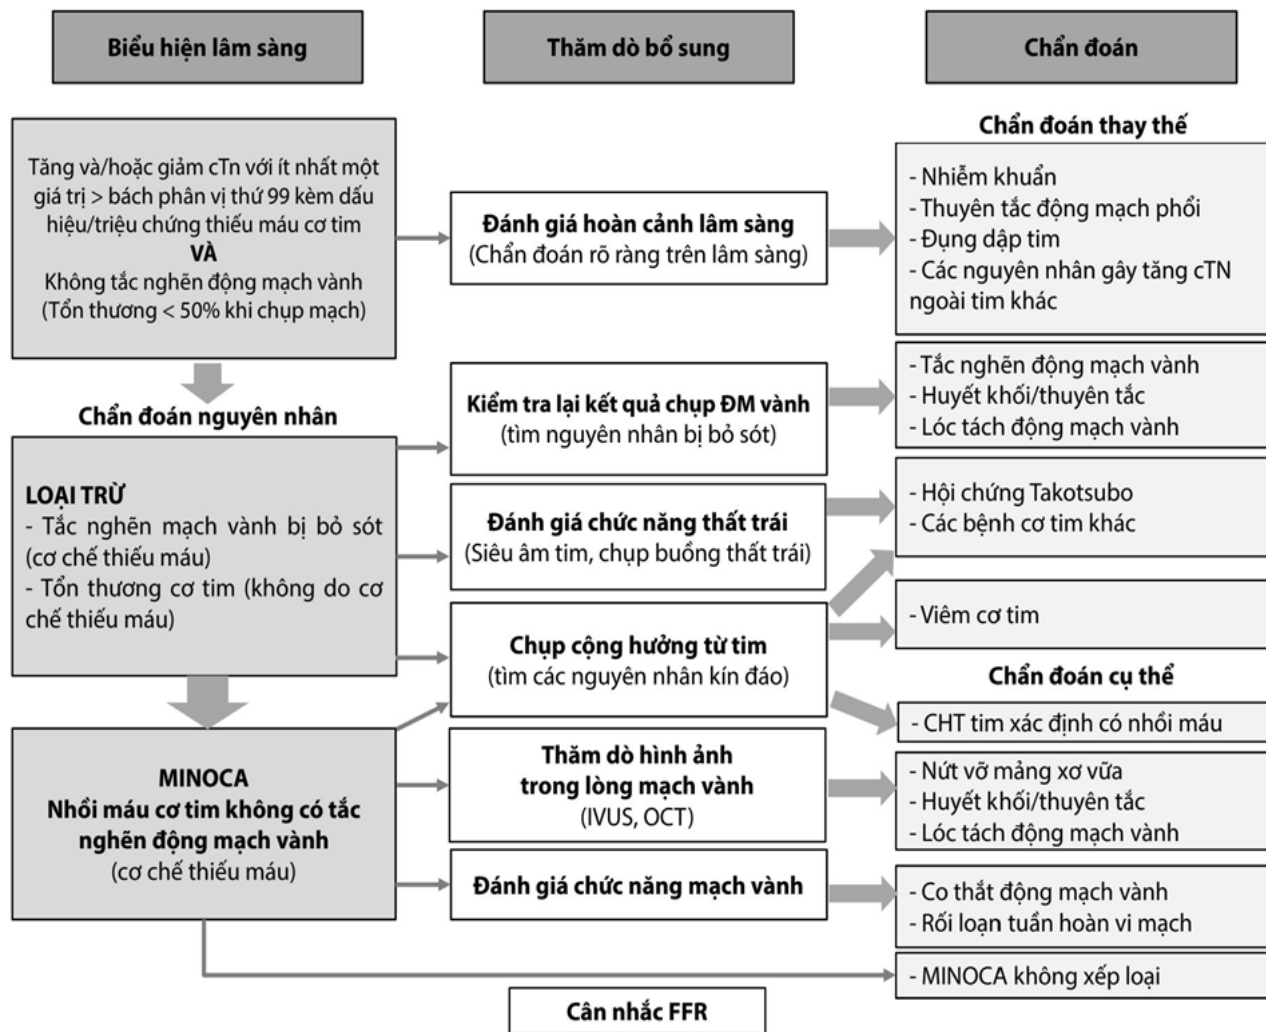 Biểu hiện lâm sàng
Thăm dò bổ sung
Chẩn đoán
Tăng và/hoặc giảm cTn với ít nhất một
giá trị > bách phân vị thứ 99 kèm dấu
hiệu/triệu chứng thiếu máu cơ tim
VÀ
Không tắc nghẽn động mạch vành
(Tổn thương < 50% khi chụp mạch)
Đánh giá hoàn cảnh lâm sàng
(Chẩn đoán rõ ràng trên lâm sàng)
Chẩn đoán thay thế
- Nhiễm khuẩn
- Thuyên tắc động mạch phổi
- Đụng dập tim
- Các nguyên nhân gây tăng cTN
ngoài tim khác
Chẩn đoán nguyên nhân
LOẠI TRỪ
- Tắc nghẽn mạch vành bị bỏ sót
(cơ chế thiếu máu)
- Tổn thương cơ tim (không do cơ
chế thiếu máu)
Kiểm tra lại kết quả chụp ĐM vành
(tìm nguyên nhân bị bỏ sót)
- Tắc nghẽn động mạch vành
- Huyết khối/thuyên tắc
- Lóc tách động mạch vành
Đánh giá chức năng thất trái
(Siêu âm tim, chụp buồng thất trái)
- Hội chứng Takotsubo
- Các bệnh cơ tim khác
Chụp cộng hưởng từ tim
(tìm các nguyên nhân kín đáo)
- Viêm cơ tim
Chẩn đoán cụ thể
- CHT tim xác định có nhồi máu
MINOCA
Nhồi máu cơ tim không có tắc
nghẽn động mạch vành
(cơ chế thiếu máu)
Thăm dò hình ảnh
trong lòng mạch vành
(IVUS, OCT)
- Nứt vỡ mảng xơ vữa
- Huyết khối/thuyên tắc
- Lóc tách động mạch vành
Đánh giá chức năng mạch vành
- Co thắt động mạch vành
- Rối loạn tuần hoàn vi mạch
- MINOCA không xếp loại
Cân nhắc FFR